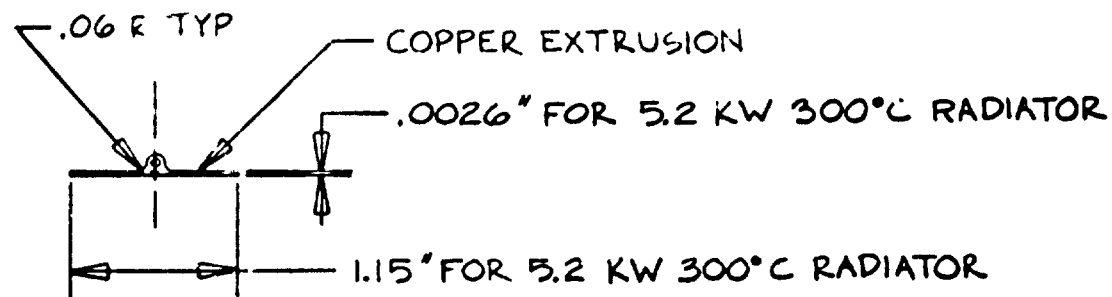 .06 R TYP
COPPER EXTRUSION
.0026" FOR 5.2 KW 300°C RADIATOR
1.15" FOR 5.2 KW 300°C RADIATOR